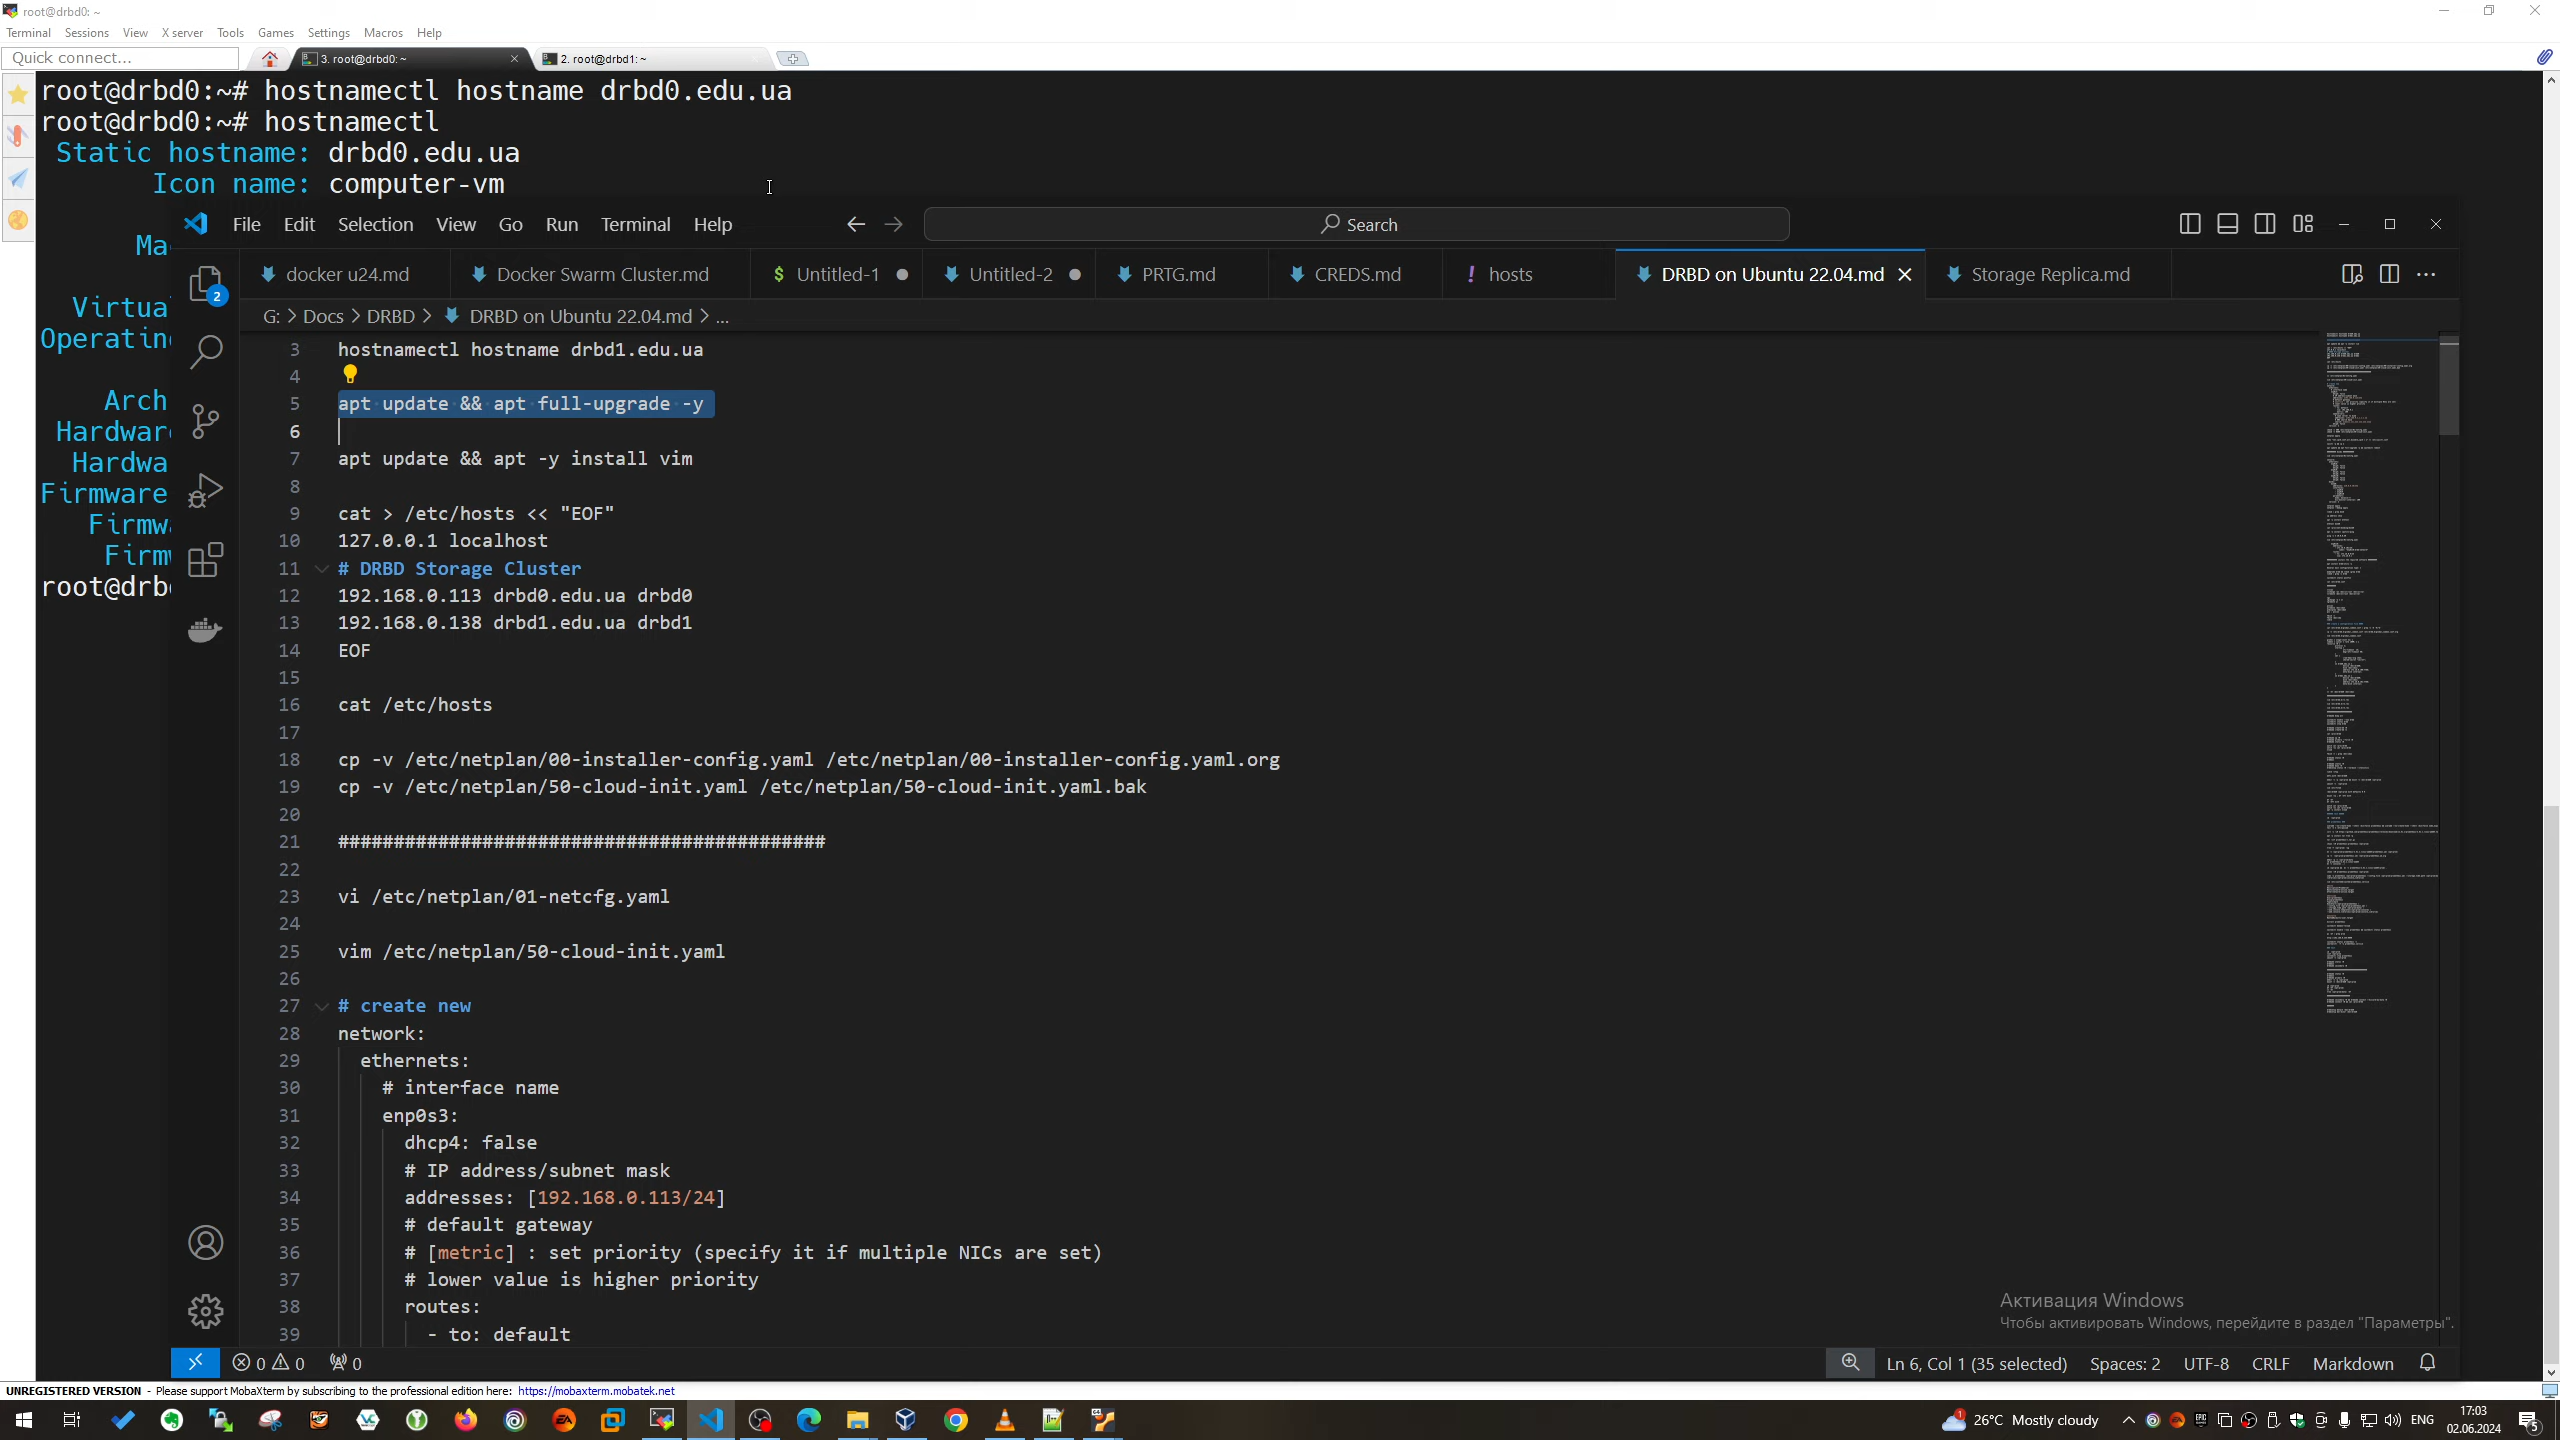 root@drbd0: ~
Terminal Sessions View X server Tools Games Settings Macros Help
Quick connect...
3. root@drbd0: ~
2. root@drbd1: ~
root@drbd0:~# hostnamectl hostname drbd0.edu.ua
root@drbd0:~# hostnamectl
Static hostname: drbd0.edu.ua
Icon name: computer-vm
File Edit Selection View Go Run Terminal Help
Search
docker u24.md
Docker Swarm Cluster.md
$ Untitled-1
Untitled-2
PRTG.md
CREDS.md
! hosts
DRBD on Ubuntu 22.04.md
Storage Replica.md
G: > Docs > DRBD > DRBD on Ubuntu 22.04.md > ...
Ma
Virtua
Operatin
Arch
Hardwar
Hardwa
Firmware
Firmwa
Firmw
root@drb
2
3 hostnamectl hostname drbd1.edu.ua
4
5 apt update && apt full-upgrade -y
6
7 apt update && apt -y install vim
8
9 cat > /etc/hosts << "EOF"
10 127.0.0.1 localhost
11 # DRBD Storage Cluster
12 192.168.0.113 drbd0.edu.ua drbd0
13 192.168.0.138 drbd1.edu.ua drbd1
14 EOF
15
16 cat /etc/hosts
17
18 cp -v /etc/netplan/00-installer-config.yaml /etc/netplan/00-installer-config.yaml.org
19 cp -v /etc/netplan/50-cloud-init.yaml /etc/netplan/50-cloud-init.yaml.bak
20
21 ############################################
22
23 vi /etc/netplan/01-netcfg.yaml
24
25 vim /etc/netplan/50-cloud-init.yaml
26
27 # create new
28 network:
29 ethernets:
30 # interface name
31 enp0s3:
32 dhcp4: false
33 # IP address/subnet mask
34 addresses: [192.168.0.113/24]
35 # default gateway
36 # [metric] : set priority (specify it if multiple NICs are set)
37 # lower value is higher priority
38 routes:
39 - to: default
Активация Windows
Чтобы активировать Windows, перейдите в раздел "Параметры".
0 0 0
Ln 6, Col 1 (35 selected) Spaces: 2 UTF-8 CRLF Markdown
UNREGISTERED VERSION - Please support MobaXterm by subscribing to the professional edition here: https://mobaxterm.mobatek.net
26°C Mostly cloudy
ENG
17:03
02.06.2024
5